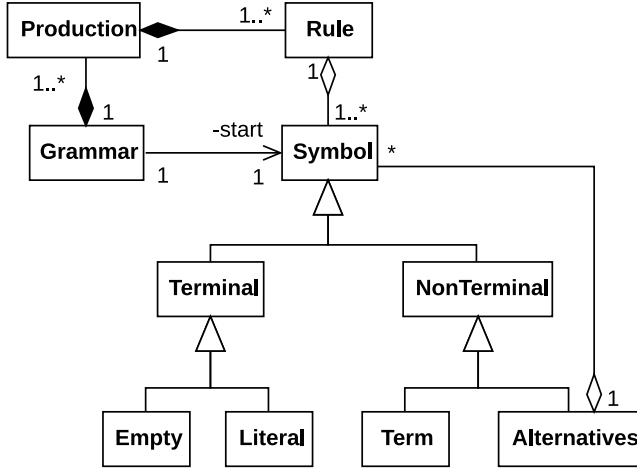 Production
1
1..*
Rule
1..*
1
1
1..*
Grammar
1
-start
1
Symbol
*
Terminal
NonTerminal
Empty
Literal
Term
Alternatives
1